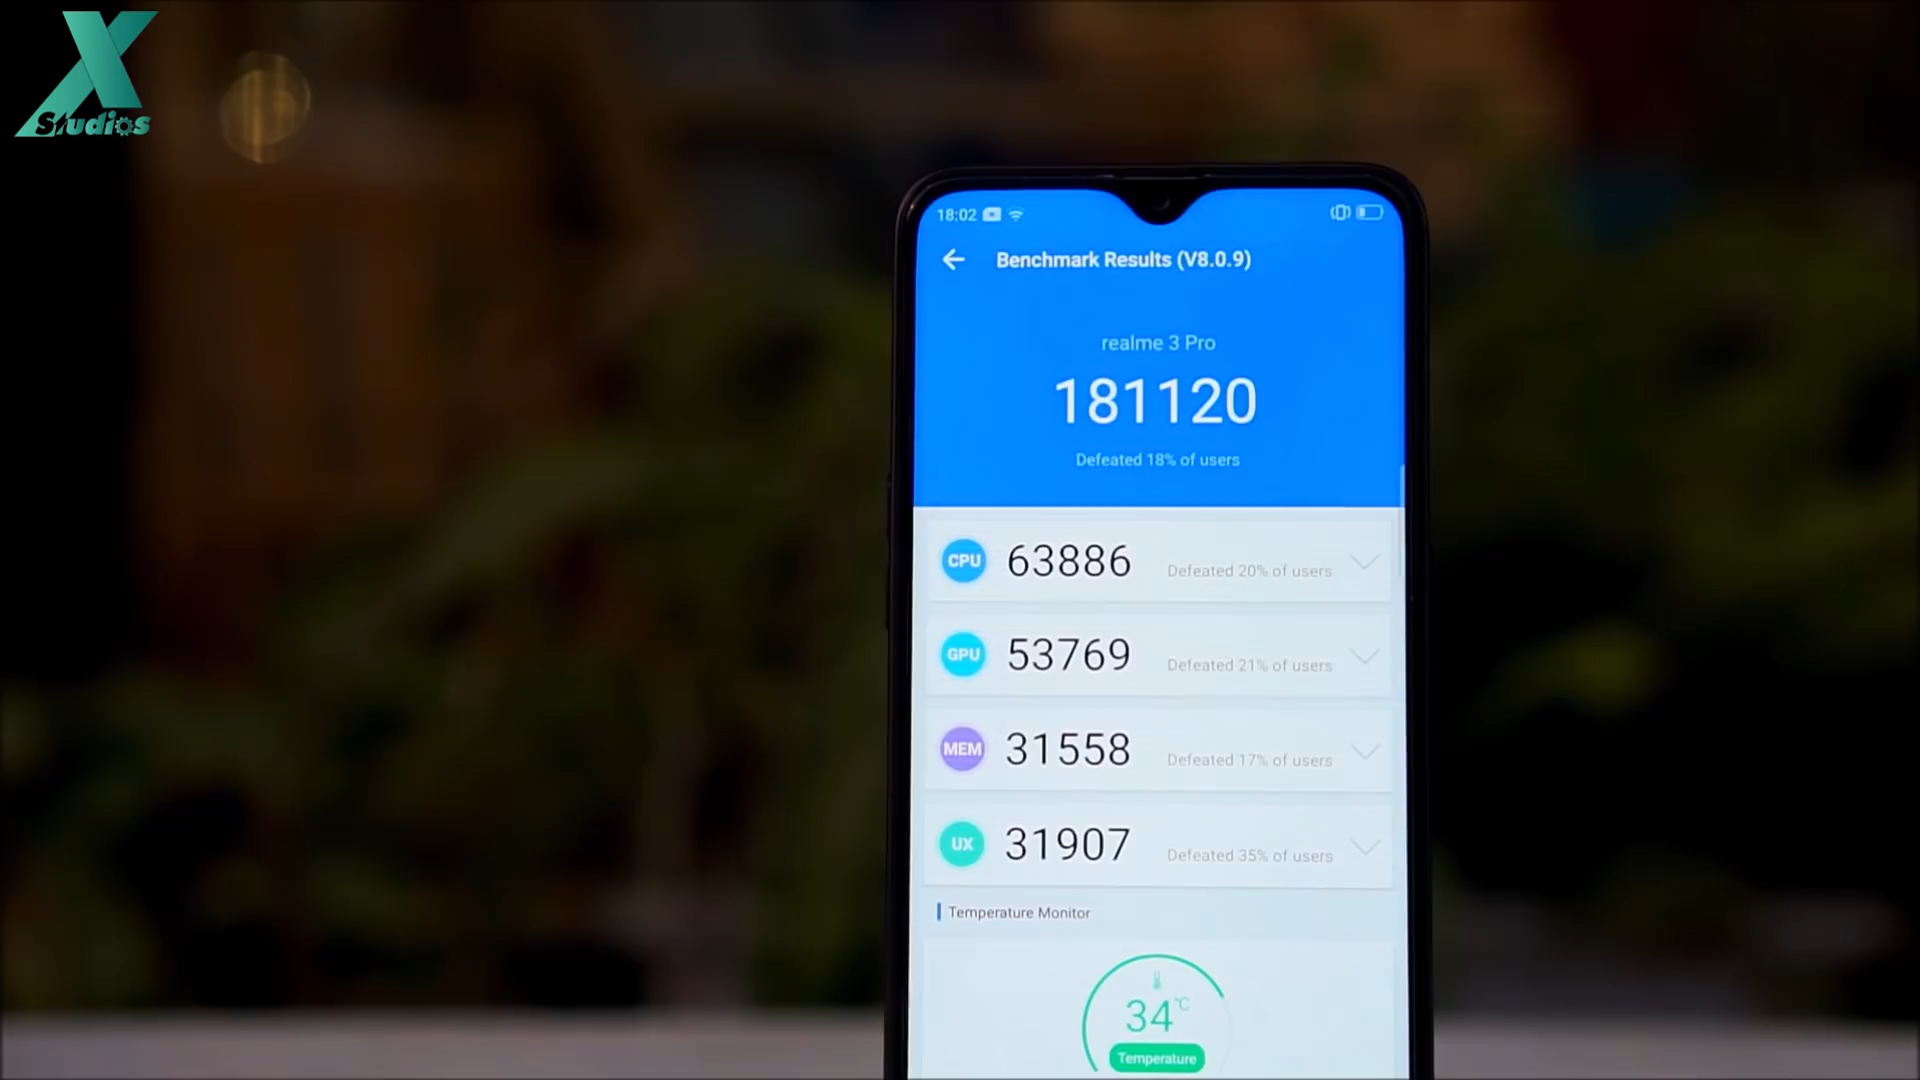 X
Studios
18:02
Benchmark Results (V8.0.9)
realme 3 Pro
181120
Defeated 18% of users
CPU 63886 Defeated 20% of users
GPU 53769 Defeated 21% of users
MEM 31558 Defeated 17% of users
UX 31907 Defeated 35% of users
Temperature Monitor
34°C
Temperature